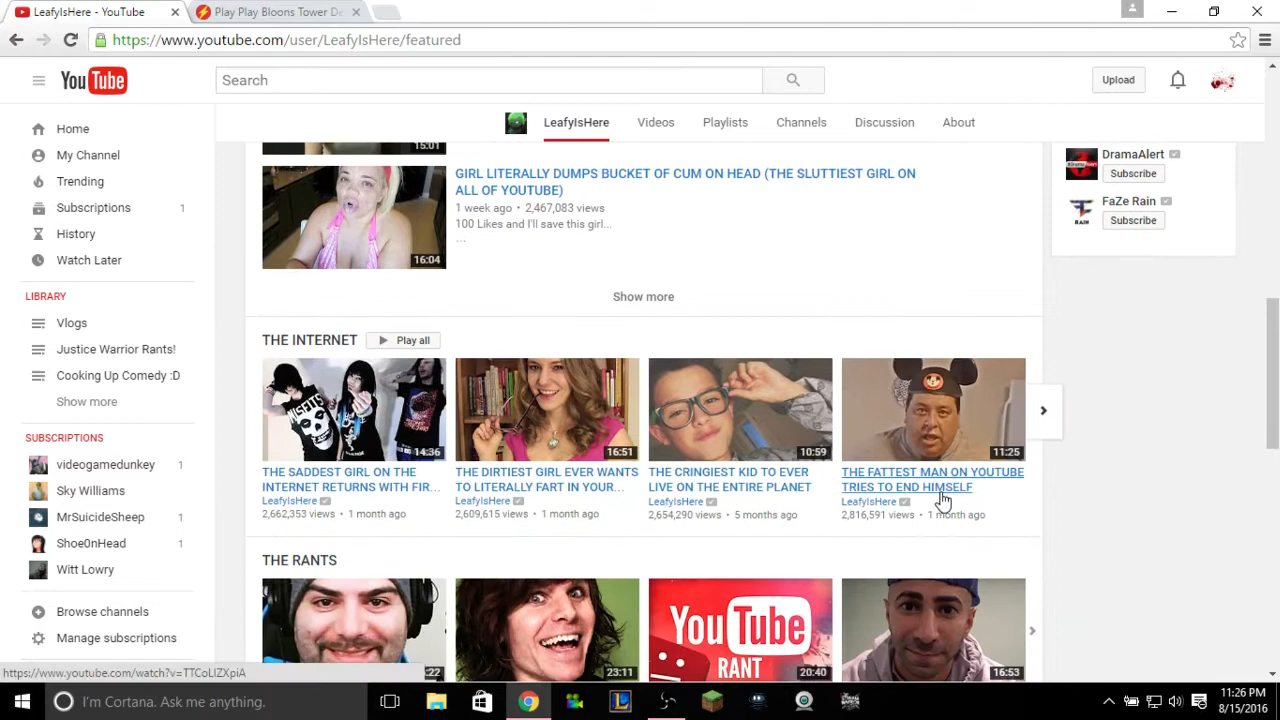 LeafyIsHere - YouTube
Play Play Bloons Tower De
https://www.youtube.com/user/LeafyIsHere/featured
YouTube
Search
Upload
LeafyIsHere
Videos
Playlists
Channels
Discussion
About
Home
My Channel
Trending
Subscriptions 1
History
Watch Later
LIBRARY
Vlogs
Justice Warrior Rants!
Cooking Up Comedy :D
Show more
SUBSCRIPTIONS
videogamedunkey 1
Sky Williams
MrSuicideSheep 1
Shoe0nHead 1
Witt Lowry
Browse channels
Manage subscriptions
15:01
16:04
GIRL LITERALLY DUMPS BUCKET OF CUM ON HEAD (THE SLUTTIEST GIRL ON
ALL OF YOUTUBE)
1 week ago • 2,467,083 views
100 Likes and I'll save this girl...
...
Show more
THE INTERNET
Play all
MISFITS
14:36
THE SADDEST GIRL ON THE
INTERNET RETURNS WITH FIR...
LeafyIsHere
2,662,353 views • 1 month ago
16:51
THE DIRTIEST GIRL EVER WANTS
TO LITERALLY FART IN YOUR...
LeafyIsHere
2,609,615 views • 1 month ago
10:59
THE CRINGIEST KID TO EVER
LIVE ON THE ENTIRE PLANET
LeafyIsHere
2,654,290 views • 5 months ago
11:25
THE FATTEST MAN ON YOUTUBE
TRIES TO END HIMSELF
LeafyIsHere
2,816,591 views • 1 month ago
THE RANTS
:22
23:11
YouTube
RANT
20:40
16:53
DramaAlert
Subscribe
FaZe Rain
Subscribe
RAIN
https://www.youtube.com/watch?v=TTCoLIZXpiA
I'm Cortana. Ask me anything.
11:26 PM
8/15/2016